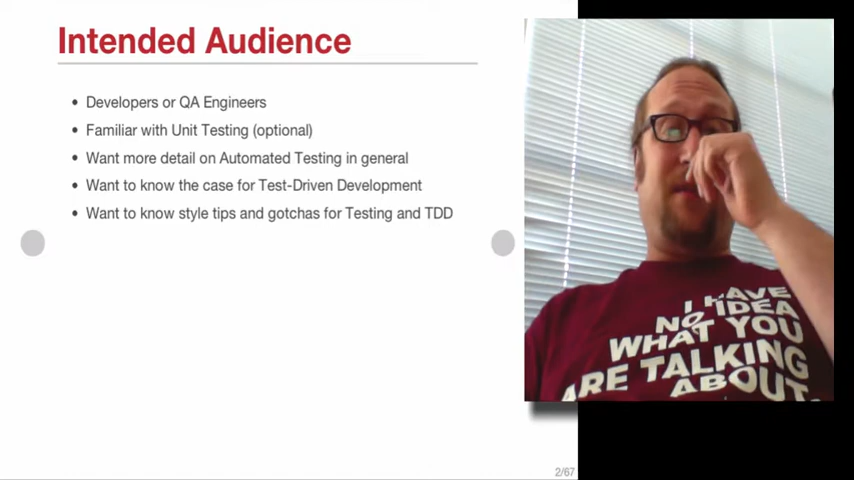 Intended Audience
• Developers or QA Engineers
• Familiar with Unit Testing (optional)
• Want more detail on Automated Testing in general
• Want to know the case for Test-Driven Development
• Want to know style tips and gotchas for Testing and TDD
I HAVE
NO IDEA
WHAT YOU
ARE TALKING
ABOUT.
2/67